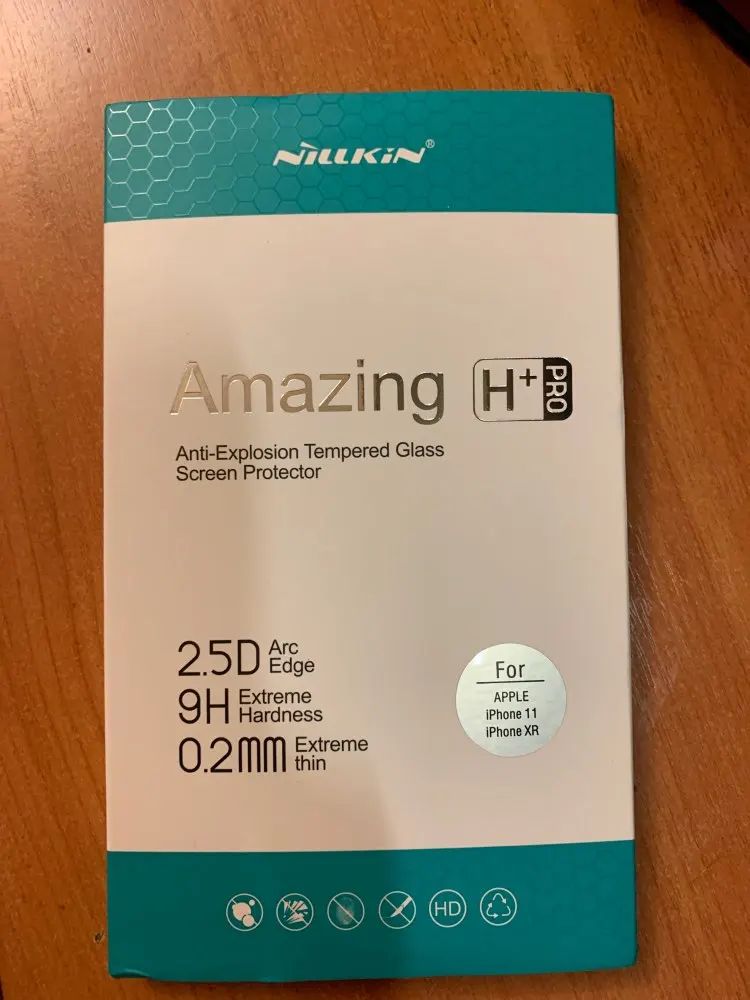 NILLKIN®
Amazing H+ PRO
Anti-Explosion Tempered Glass
Screen Protector
2.5D Arc Edge
9H Extreme Hardness
0.2mm Extreme thin
For
APPLE
iPhone 11
iPhone XR
HD